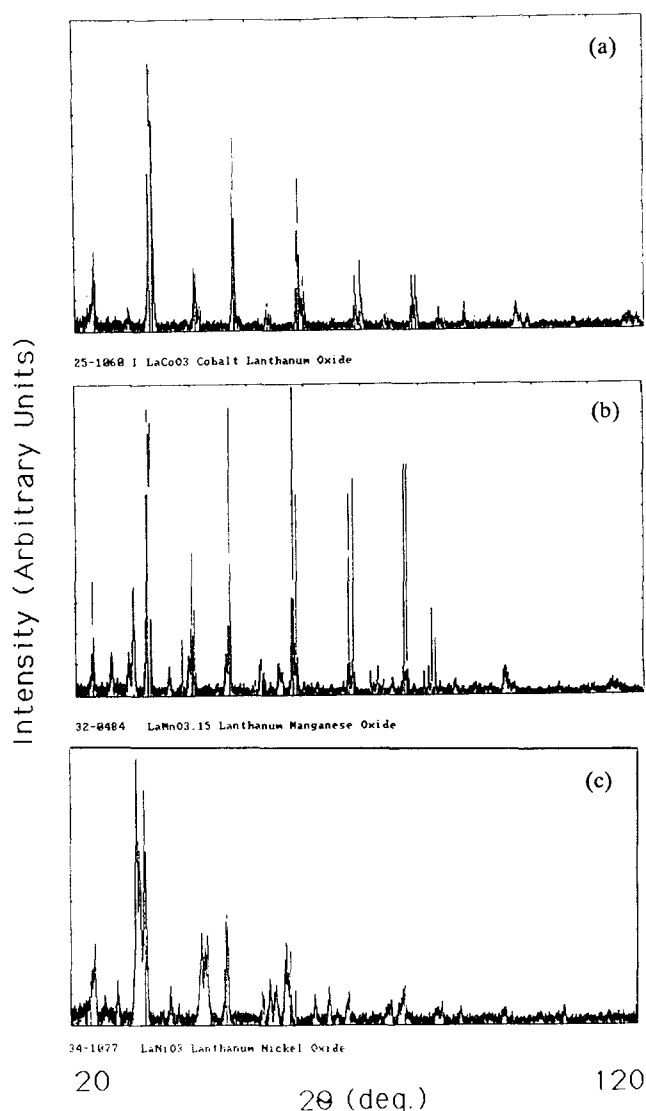 (a)
25-1060 I LaCoO3 Cobalt Lanthanum Oxide
Intensity (Arbitrary Units)
(b)
32-0484 LaMnO3.15 Lanthanum Manganese Oxide
(c)
34-1077 LaNiO3 Lanthanum Nickel Oxide
20 120
2θ (deg.)